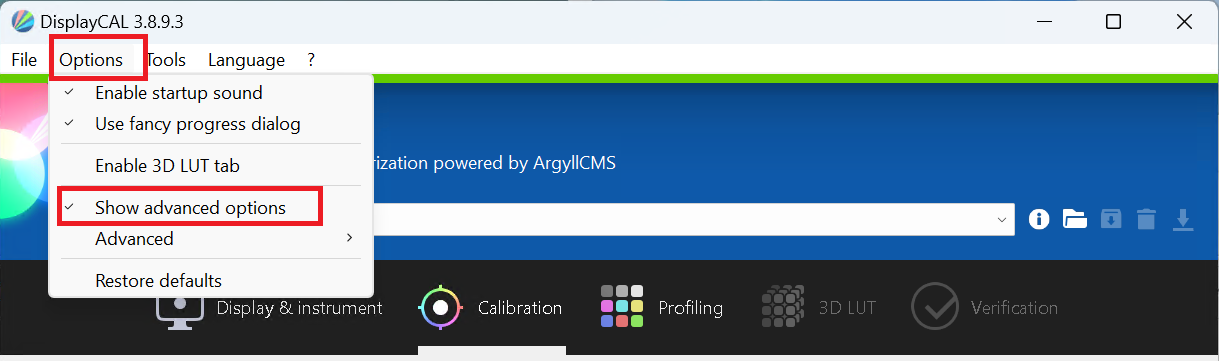 DisplayCAL 3.8.9.3
File Options Tools Language ?
Enable startup sound
Use fancy progress dialog
Enable 3D LUT tab
rization powered by ArgyllCMS
Show advanced options
Advanced
Restore defaults
Display & instrument Calibration Profiling 3D LUT Verification